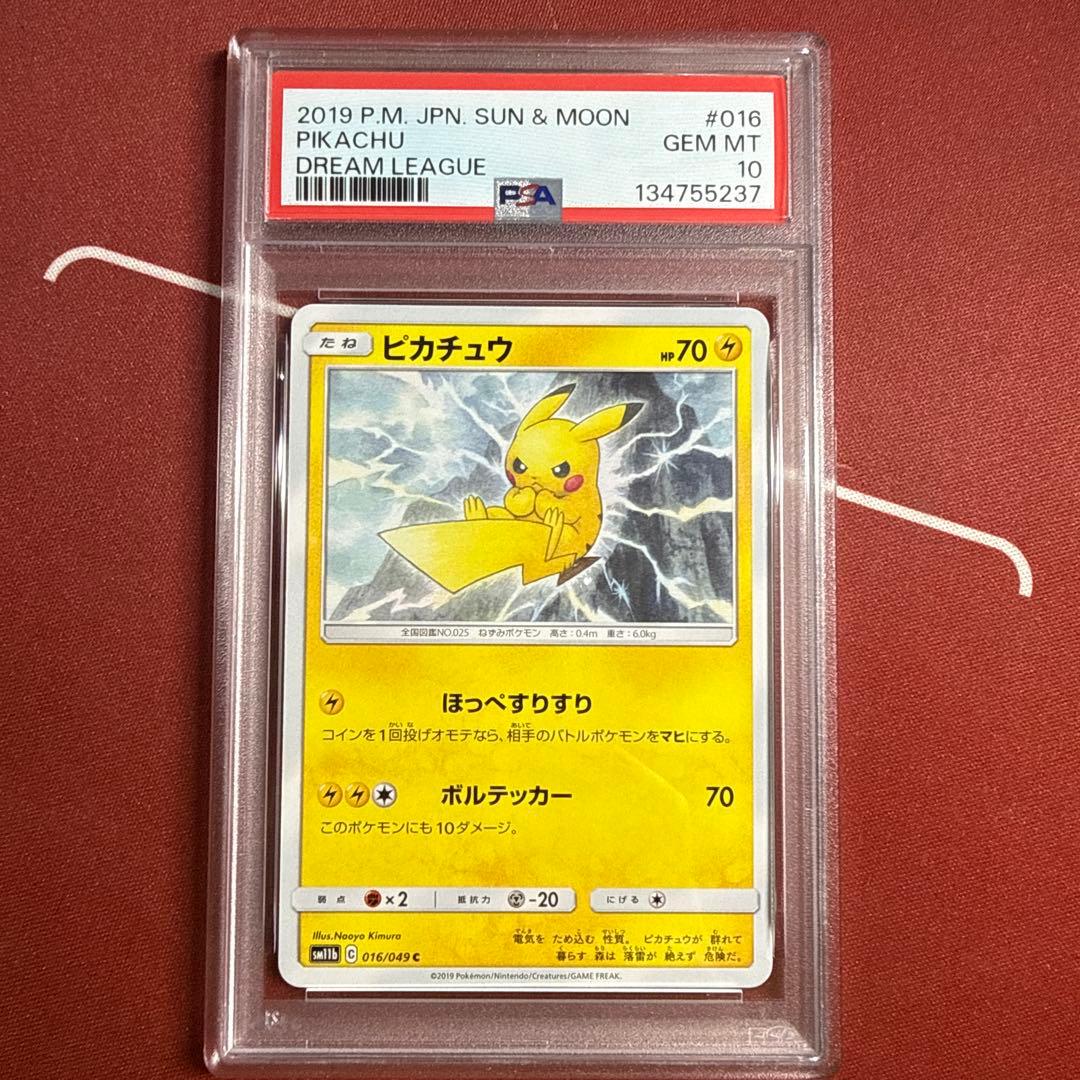 2019 P.M. JPN. SUN & MOON #016
PIKACHU GEM MT
DREAM LEAGUE 10
PSA 134755237
たね ピカチュウ HP70
全国図鑑NO.025 ねずみポケモン 高さ:0.4m 重さ:6.0kg
ほっぺすりすり
コインを1回投げオモテなら、相手のバトルポケモンをマヒにする。
ボルテッカー 70
このポケモンにも10ダメージ。
弱点 ×2 抵抗力 -20 にげる
Illus.Naoyo Kimura
電気を ため込む 性質。 ピカチュウが 群れて
暮らす 森は 落雷が 絶えず 危険だ。
sm11b C 016/049 C
©2019 Pokémon/Nintendo/Creatures/GAME FREAK.